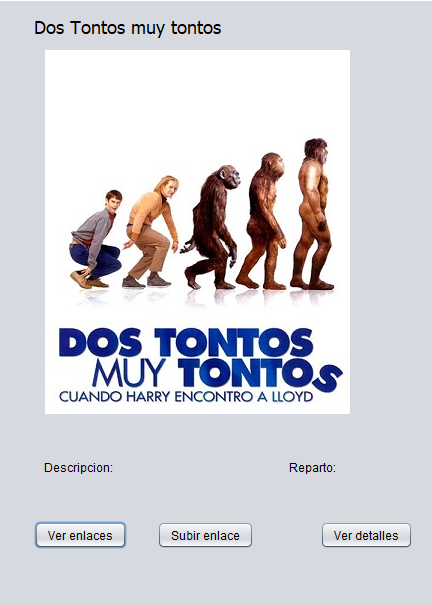 Dos Tontos muy tontos
DOS TONTOS
MUY TONTOS
CUANDO HARRY ENCONTRO A LLOYD
Descripcion: Reparto:
Ver enlaces Subir enlace Ver detalles